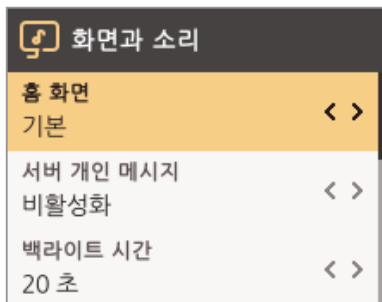 화면과 소리
홈 화면
기본
서버 개인 메시지
비활성화
백라이트 시간
20 초